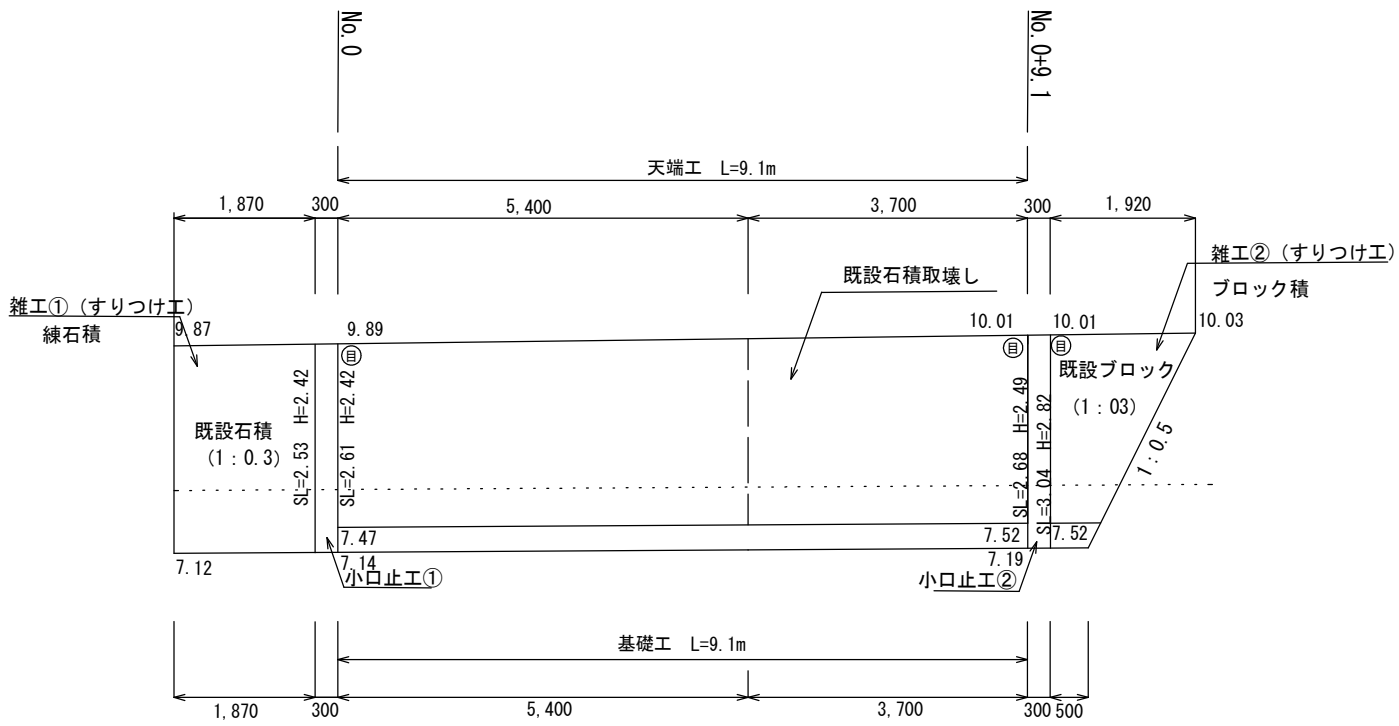 No. 0
No. 0+9. 1
天端工 L=9.1m
1,870
300
5,400
3,700
300
1,920
雑工① (すりつけ工)
練石積
既設石積取壊し
雑工② (すりつけ工)
ブロック積
9.87
9.89
10.01
10.01
10.03
目
目
目
既設石積
(1:0.3)
SL=2.53 H=2.42
SL=2.61 H=2.42
SL=2.68 H=2.49
SL=3.04 H=2.82
既設ブロック
(1:03)
1:0.5
7.47
7.52
7.52
7.12
7.14
7.19
小口止工①
小口止工②
基礎工 L=9.1m
1,870
300
5,400
3,700
300
500